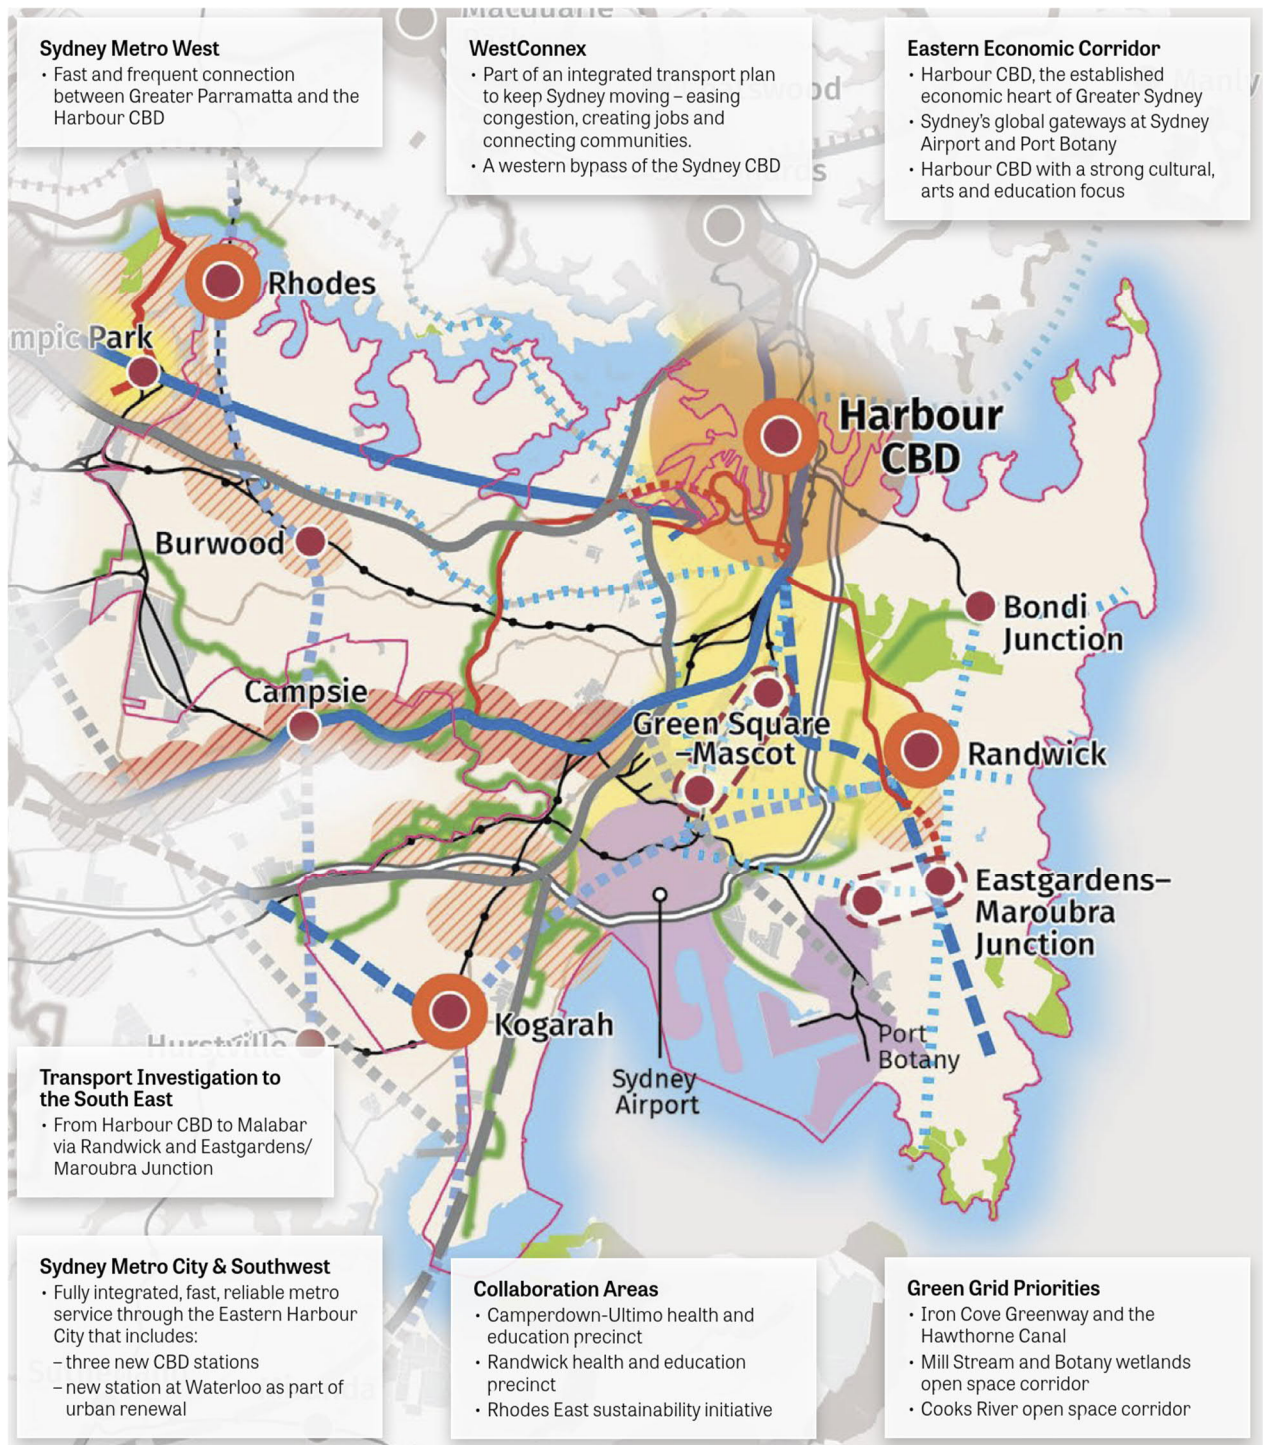 Macquarie
Sydney Metro West
• Fast and frequent connection
between Greater Parramatta and the
Harbour CBD
WestConnex
• Part of an integrated transport plan
to keep Sydney moving – easing
congestion, creating jobs and
connecting communities.
• A western bypass of the Sydney CBD
Eastern Economic Corridor
• Harbour CBD, the established
economic heart of Greater Sydney
• Sydney’s global gateways at Sydney
Airport and Port Botany
• Harbour CBD with a strong cultural,
arts and education focus
Manly
Rhodes
mpic Park
Harbour
CBD
Burwood
Bondi
Junction
Campsie
Green Square
–Mascot
Randwick
Eastgardens–
Maroubra
Junction
Kogarah
Port
Botany
Hurstville
Sydney
Airport
Transport Investigation to
the South East
• From Harbour CBD to Malabar
via Randwick and Eastgardens/
Maroubra Junction
Sydney Metro City & Southwest
• Fully integrated, fast, reliable metro
service through the Eastern Harbour
City that includes:
– three new CBD stations
– new station at Waterloo as part of
urban renewal
Collaboration Areas
• Camperdown-Ultimo health and
education precinct
• Randwick health and education
precinct
• Rhodes East sustainability initiative
Green Grid Priorities
• Iron Cove Greenway and the
Hawthorne Canal
• Mill Stream and Botany wetlands
open space corridor
• Cooks River open space corridor